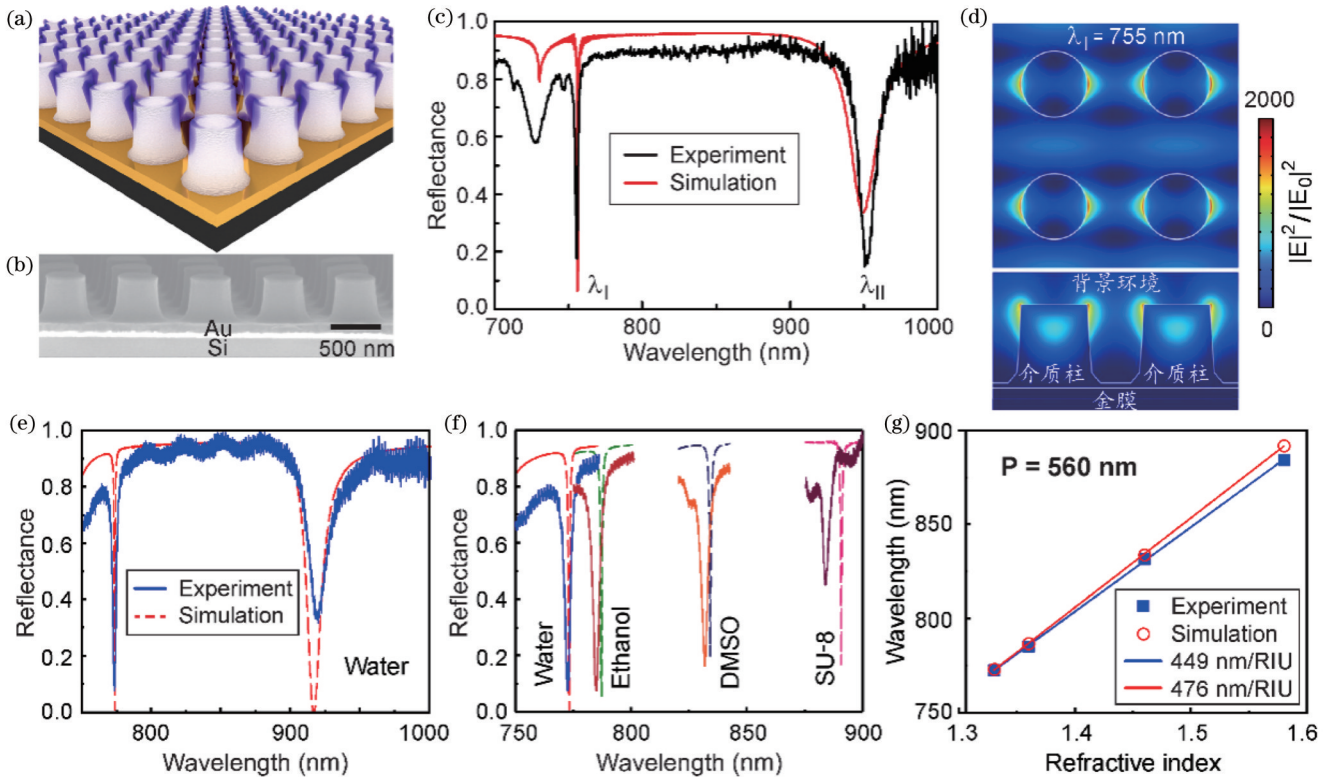 (a)
(b)
Au
Si
500 nm
(c)
Reflectance
1.0
0.8
0.6
0.4
0.2
0.0
Experiment
Simulation
λI
λII
700
800
900
1000
Wavelength (nm)
(d)
λI = 755 nm
背景环境
介质柱
介质柱
金膜
2000
0
|E|²/|E₀|²
(e)
Reflectance
1.0
0.8
0.6
0.4
0.2
0.0
Experiment
Simulation
Water
800
900
1000
Wavelength (nm)
(f)
Reflectance
1.0
0.8
0.6
0.4
0.2
0.0
Water
Ethanol
DMSO
SU-8
750
800
850
900
Wavelength (nm)
(g)
Wavelength (nm)
900
850
800
750
P = 560 nm
Experiment
Simulation
449 nm/RIU
476 nm/RIU
1.3
1.4
1.5
1.6
Refractive index